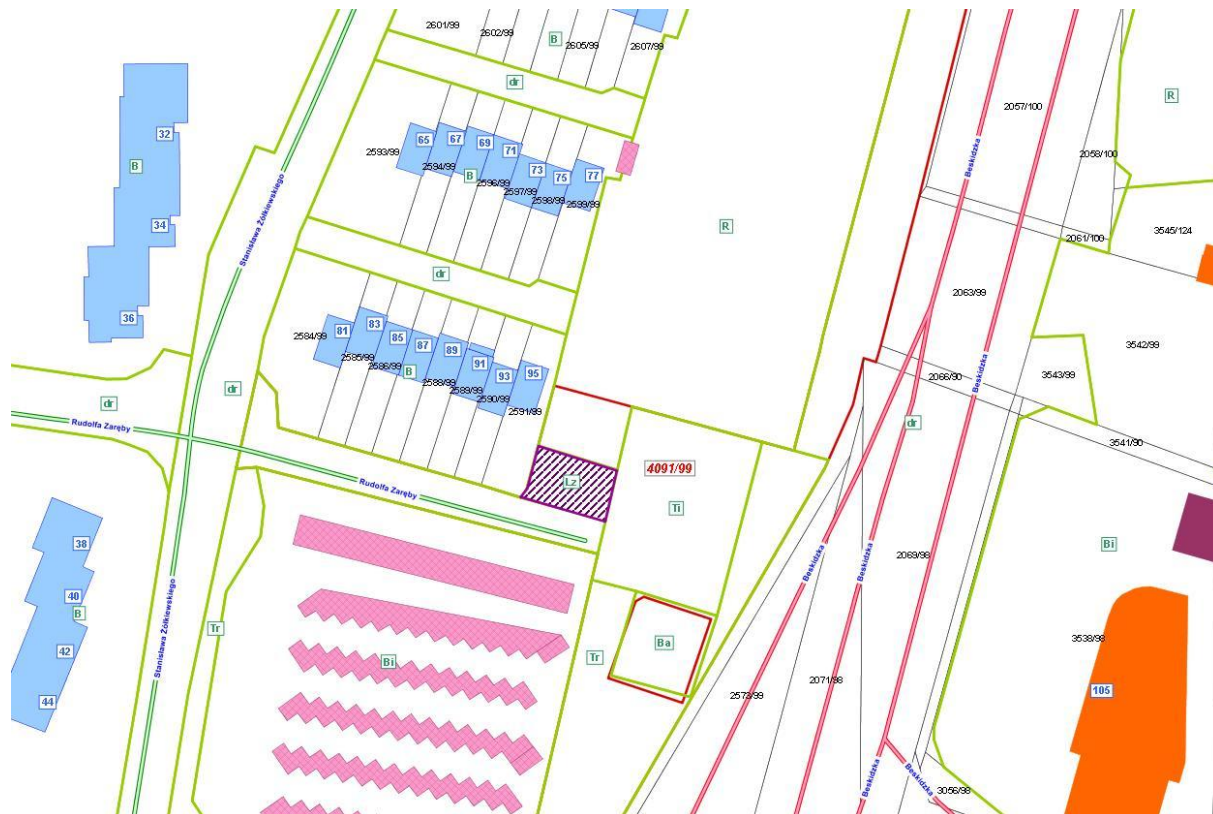 2601/99
2602/99
B
2605/99
2607/99
dr
R
2057/100
Beskidzka
2058/100
32
B
65
67
69
71
73
75
77
2593/99
2594/99
B
2596/99
2597/99
2598/99
2599/99
34
Stanisława Żółkiewskiego
R
2061/100
3545/124
dr
36
2063/99
81
83
85
87
89
91
93
95
2584/99
2585/99
2586/99
B
2588/99
2589/99
2590/99
2591/99
3542/99
Beskidzka
2066/90
3543/99
dr
dr
Rudolfa Zaręby
dr
3541/90
4091/99
Lz
Rudolfa Zaręby
Ti
Bi
38
Beskidzka
Beskidzka
2069/98
40
B
42
44
Stanisława Żółkiewskiego
Tr
Bi
Tr
Ba
3538/98
105
2573/99
2071/98
Beskidzka
Beskidzka
3056/98